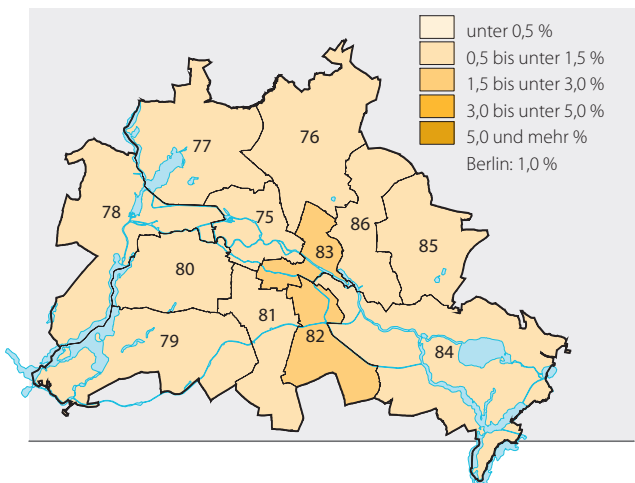 unter 0,5 %
0,5 bis unter 1,5 %
1,5 bis unter 3,0 %
3,0 bis unter 5,0 %
5,0 und mehr %
Berlin: 1,0 %
76
77
78
75
86
83
85
80
81
79
82
84